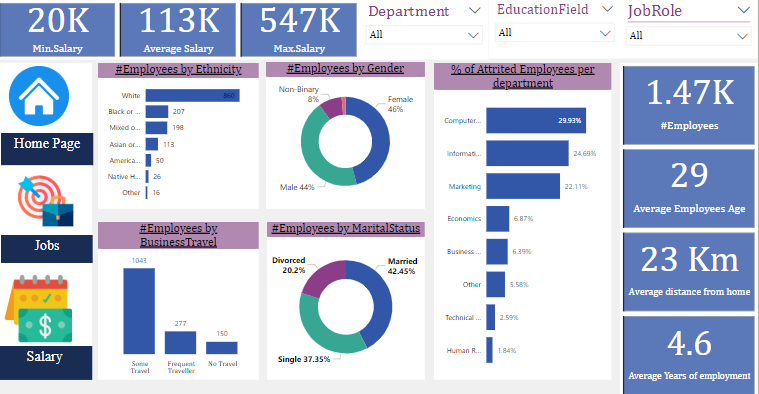 20K
Min.Salary
113K
Average Salary
547K
Max.Salary
Department
All
EducationField
All
JobRole
All
Home Page
Jobs
Salary
#Employees by Ethnicity
White 860
Black or ... 207
Mixed o... 198
Asian or ... 113
America... 50
Native H... 26
Other 16
#Employees by Gender
Non-Binary
8%
Female
46%
Male 44%
% of Attrited Employees per
department
Computer... 29.93%
Informati... 24.69%
Marketing 22.11%
Economics 6.87%
Business ... 6.39%
Other 5.58%
Technical ... 2.59%
Human R... 1.84%
#Employees by
BusinessTravel
1043
277
150
Some
Travel
Frequent
Traveller
No Travel
#Employees by MaritalStatus
Divorced
20.2%
Married
42.45%
Single 37.35%
1.47K
#Employees
29
Average Employees Age
23 Km
Average distance from home
4.6
Average Years of employment